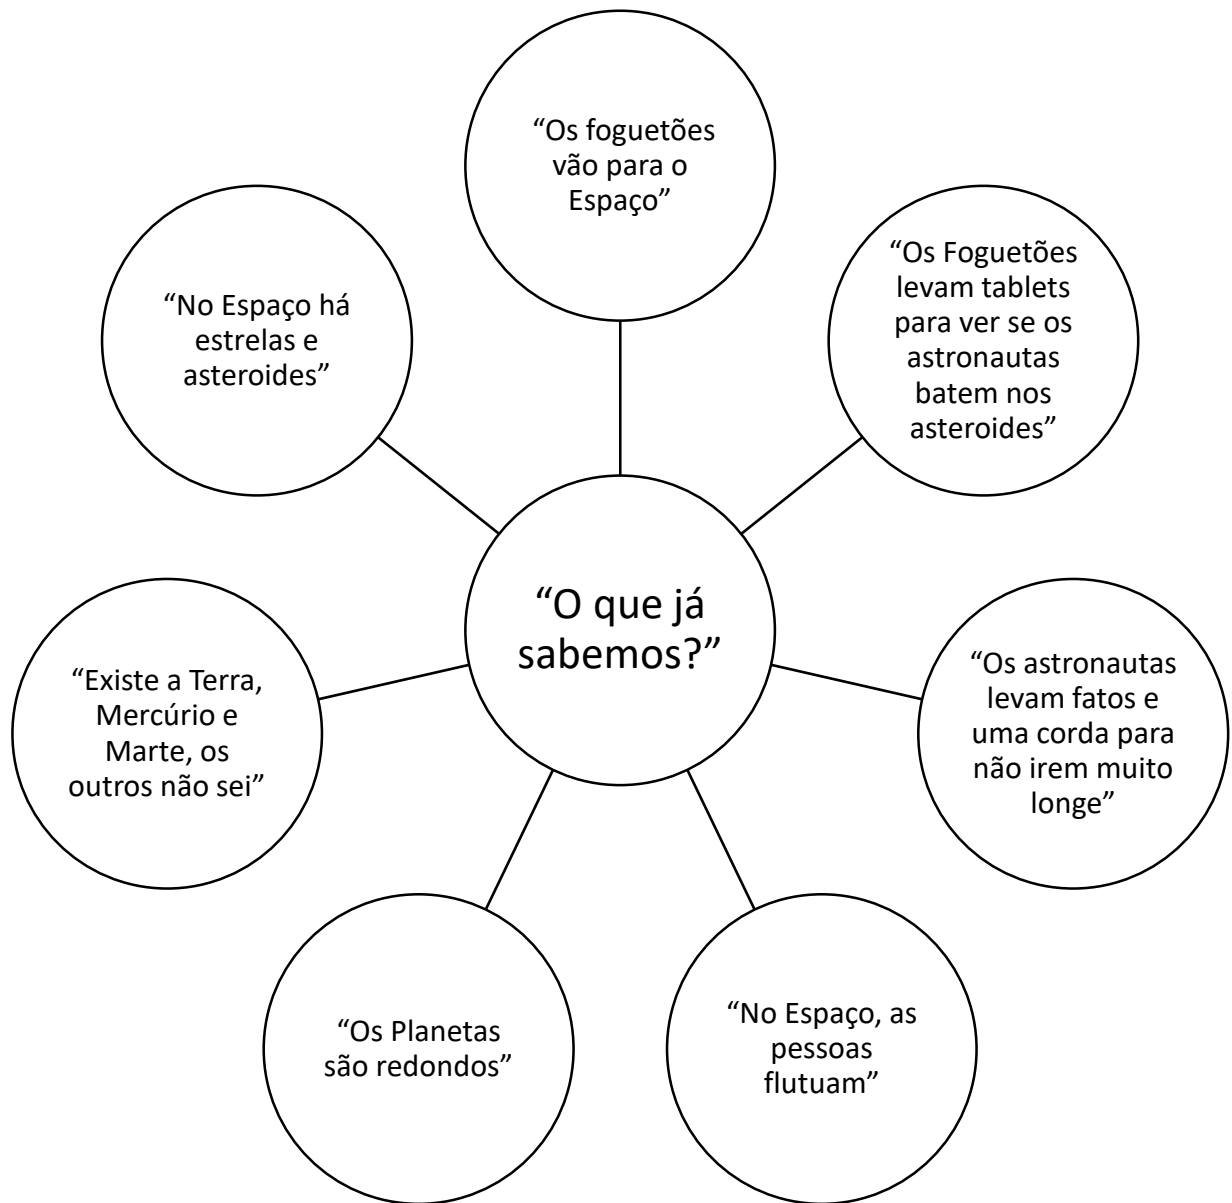 “Os foguetões
vão para o
Espaço”
“Os Foguetões
levam tablets
para ver se os
astronautas
batem nos
asteroides”
“Os astronautas
levam fatos e
uma corda para
não irem muito
longe”
“No Espaço, as
pessoas
flutuam”
“Os Planetas
são redondos”
“Existe a Terra,
Mercúrio e
Marte, os
outros não sei”
“No Espaço há
estrelas e
asteroides”
“O que já
sabemos?”